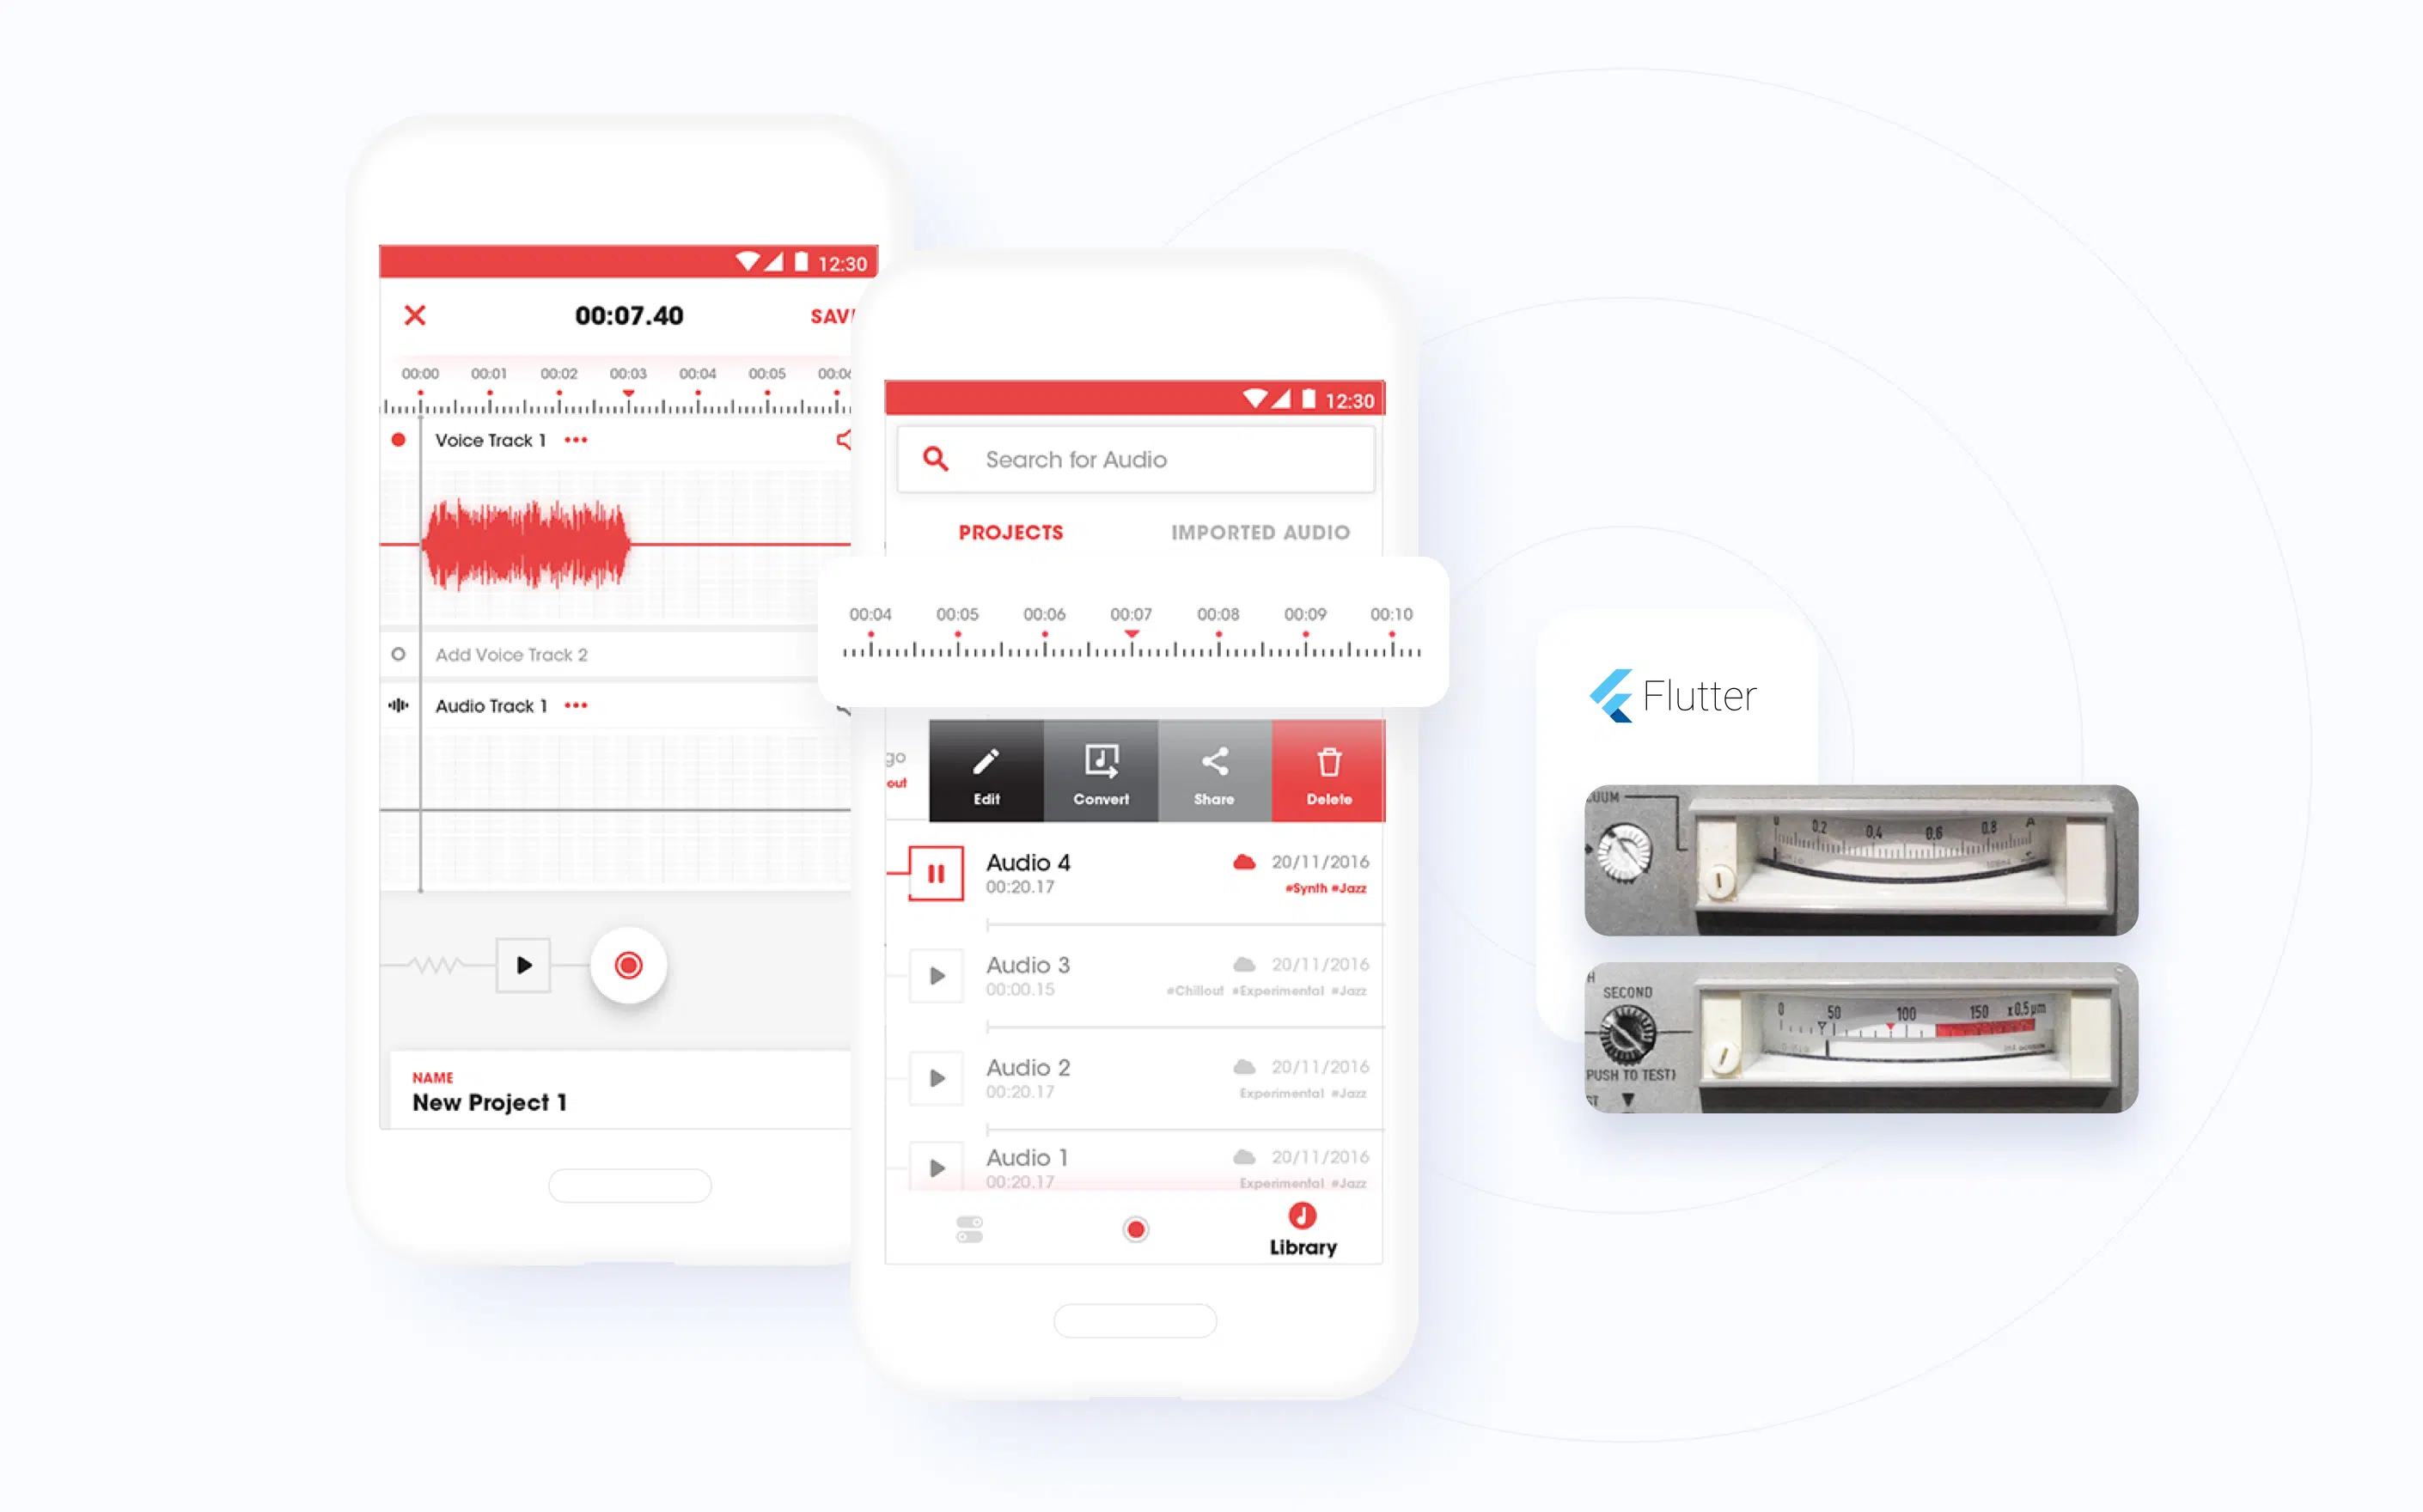 12:30
00:07.40
00:00 00:01 00:02 00:03 00:04 00:05
Voice Track 1
Add Voice Track 2
Audio Track 1
NAME
New Project 1
12:30
Search for Audio
PROJECTS IMPORTED AUDIO
00:04 00:05 00:06 00:07 00:08 00:09 00:10
go
out
Edit Convert Share Delete
Audio 4 20/11/2016
00:20.17 #Synth #Jazz
Audio 3 20/11/2016
00:00.15 #Chillout #Experimental #Jazz
Audio 2 20/11/2016
00:20.17 Experimental #Jazz
Audio 1 20/11/2016
00:20.17 Experimental #Jazz
Library
Flutter
0 0.2 0.4 0.6 0.8 A
SECOND
0 50 100 150 x0,5µm
(PUSH TO TEST)